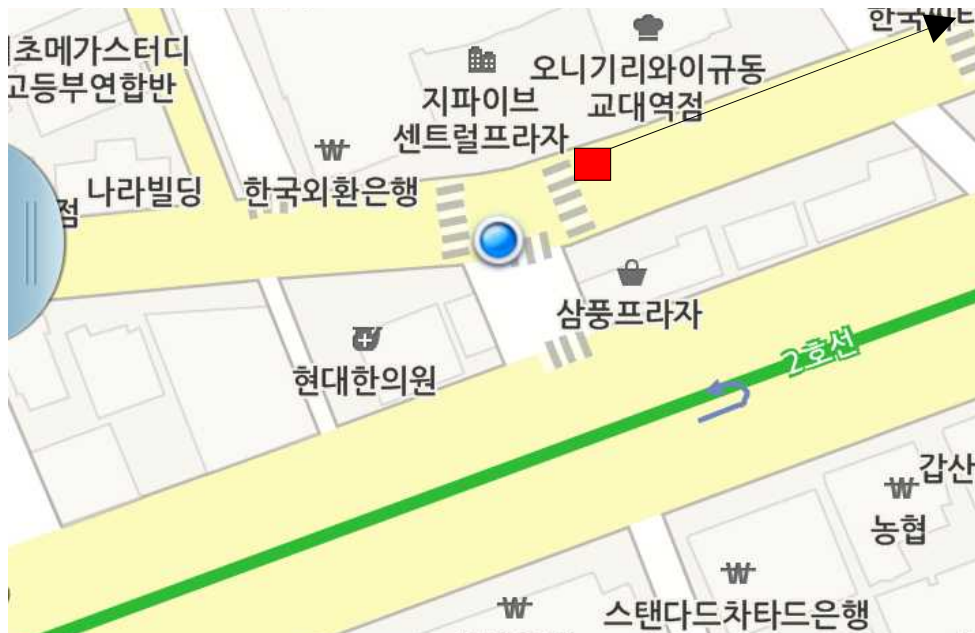 초메가스터디
고등부연합반
오니기리와이규동
교대역점
지파이브
센트럴프라자
나라빌딩
점
한국외환은행
삼풍프라자
2호선
현대한의원
갑산
농협
스탠다드차타드은행